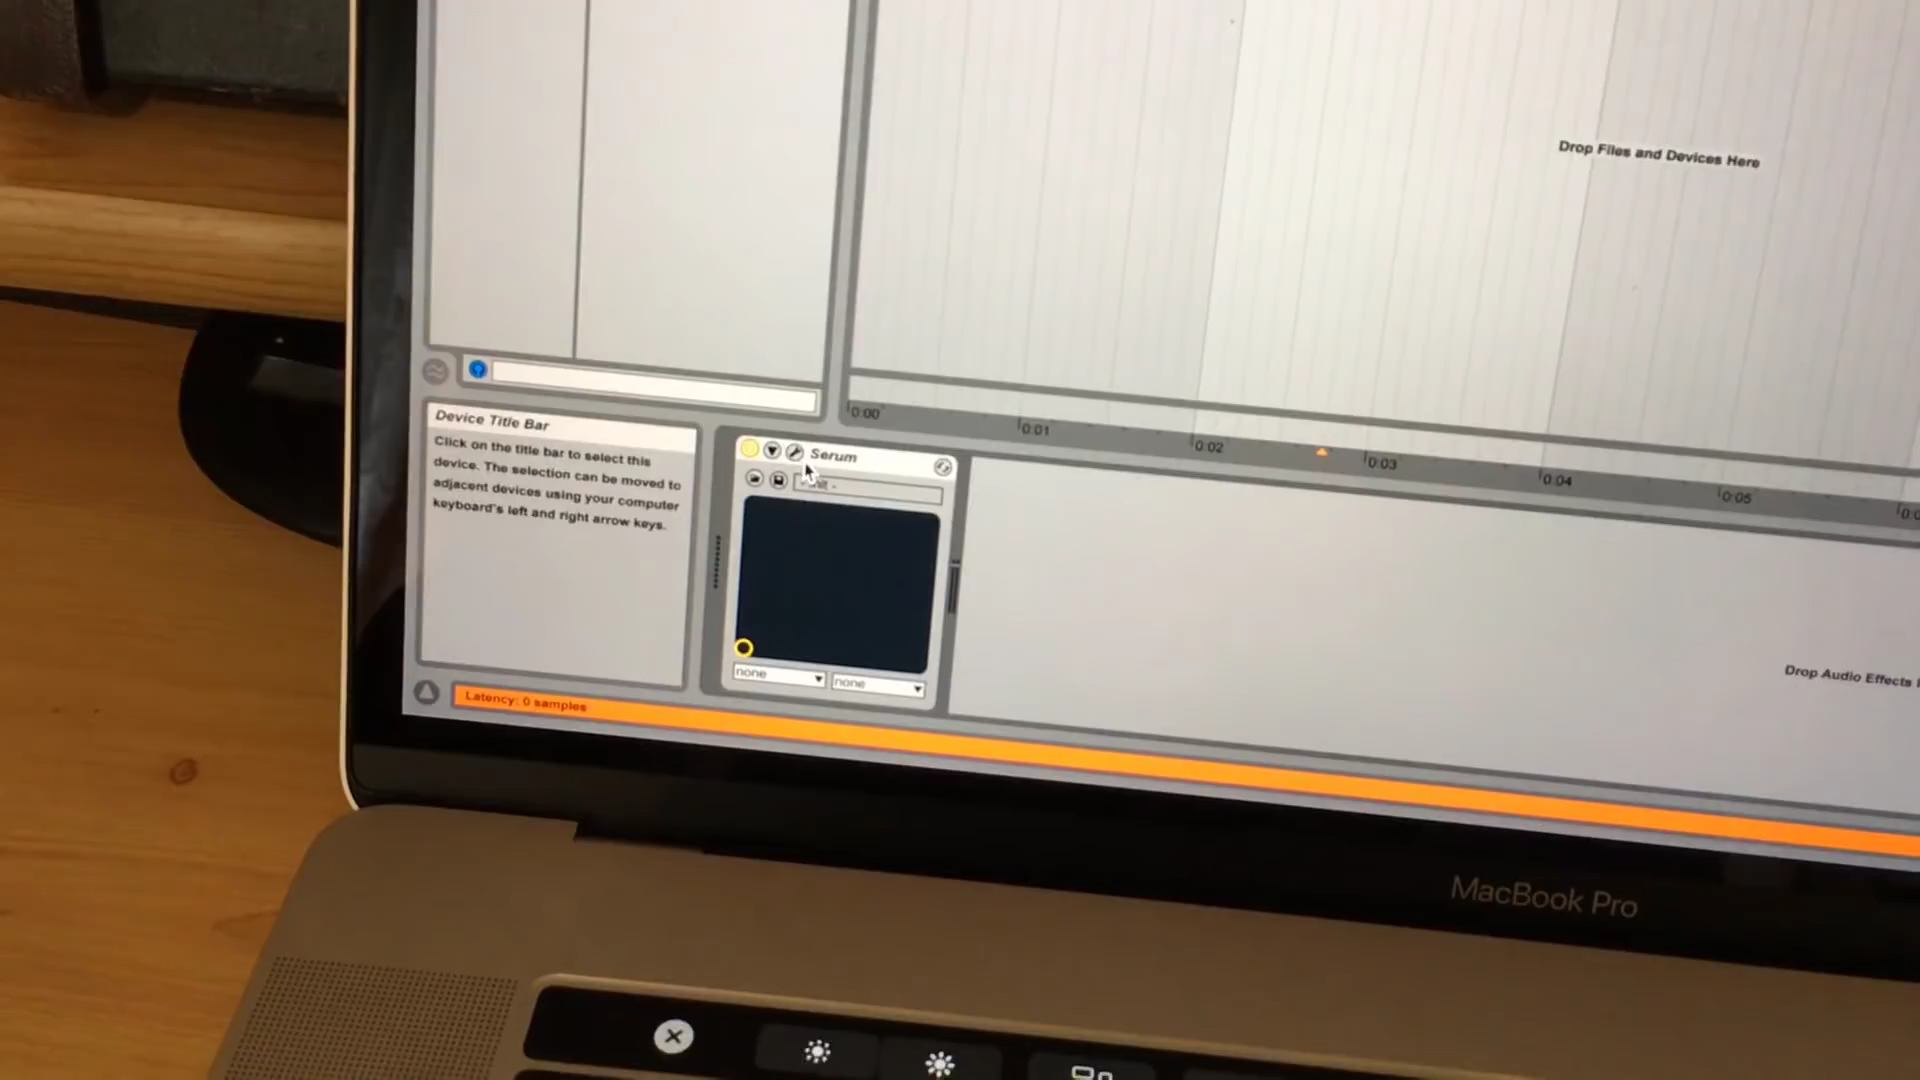 Drop Files and Devices Here
0:00
0:01
0:02
0:03
0:04
0:05
Device Title Bar
Click on the title bar to select this
device. The selection can be moved to
adjacent devices using your computer
keyboard's left and right arrow keys.
Serum
none
none
Drop Audio Effects
Latency: 0 samples
MacBook Pro